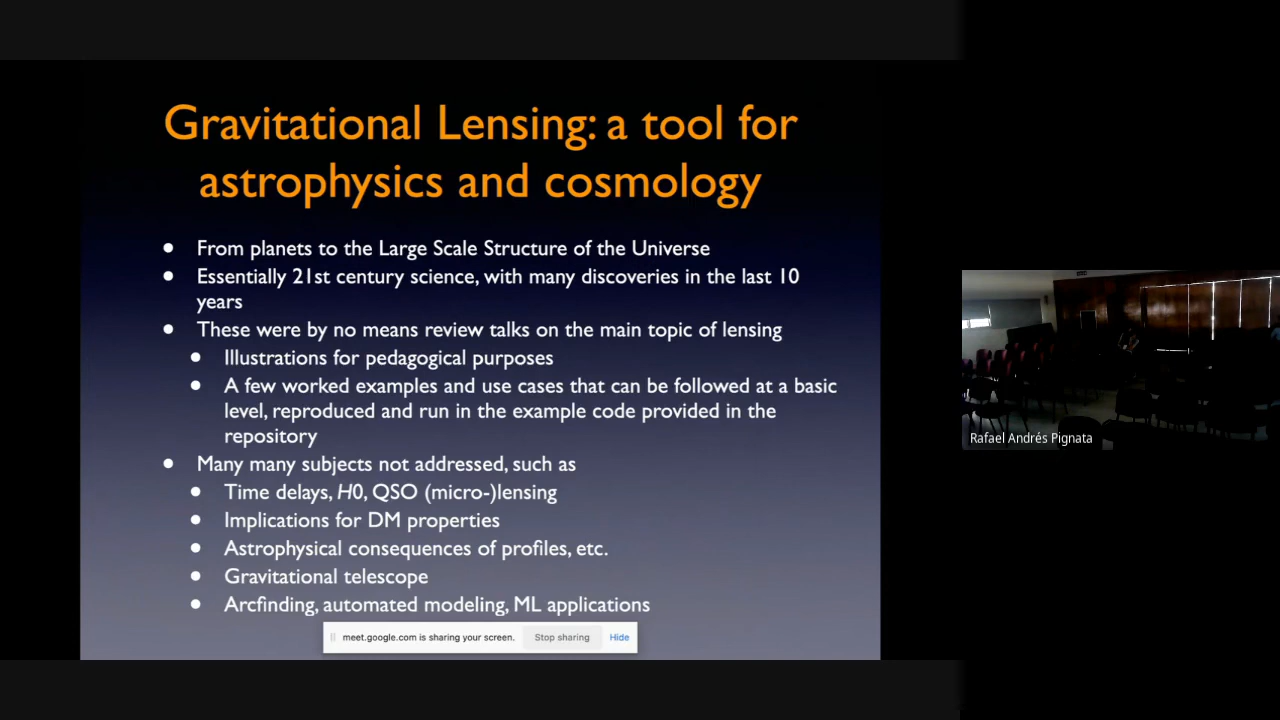 Gravitational Lensing: a tool for
astrophysics and cosmology
From planets to the Large Scale Structure of the Universe
Essentially 21st century science, with many discoveries in the last 10
years
These were by no means review talks on the main topic of lensing
Illustrations for pedagogical purposes
A few worked examples and use cases that can be followed at a basic
level, reproduced and run in the example code provided in the
repository
Many many subjects not addressed, such as
Time delays, H0, QSO (micro-)lensing
Implications for DM properties
Astrophysical consequences of profiles, etc.
Gravitational telescope
Arcfinding, automated modeling, ML applications
meet.google.com is sharing your screen. Stop sharing Hide
Rafael Andrés Pignata